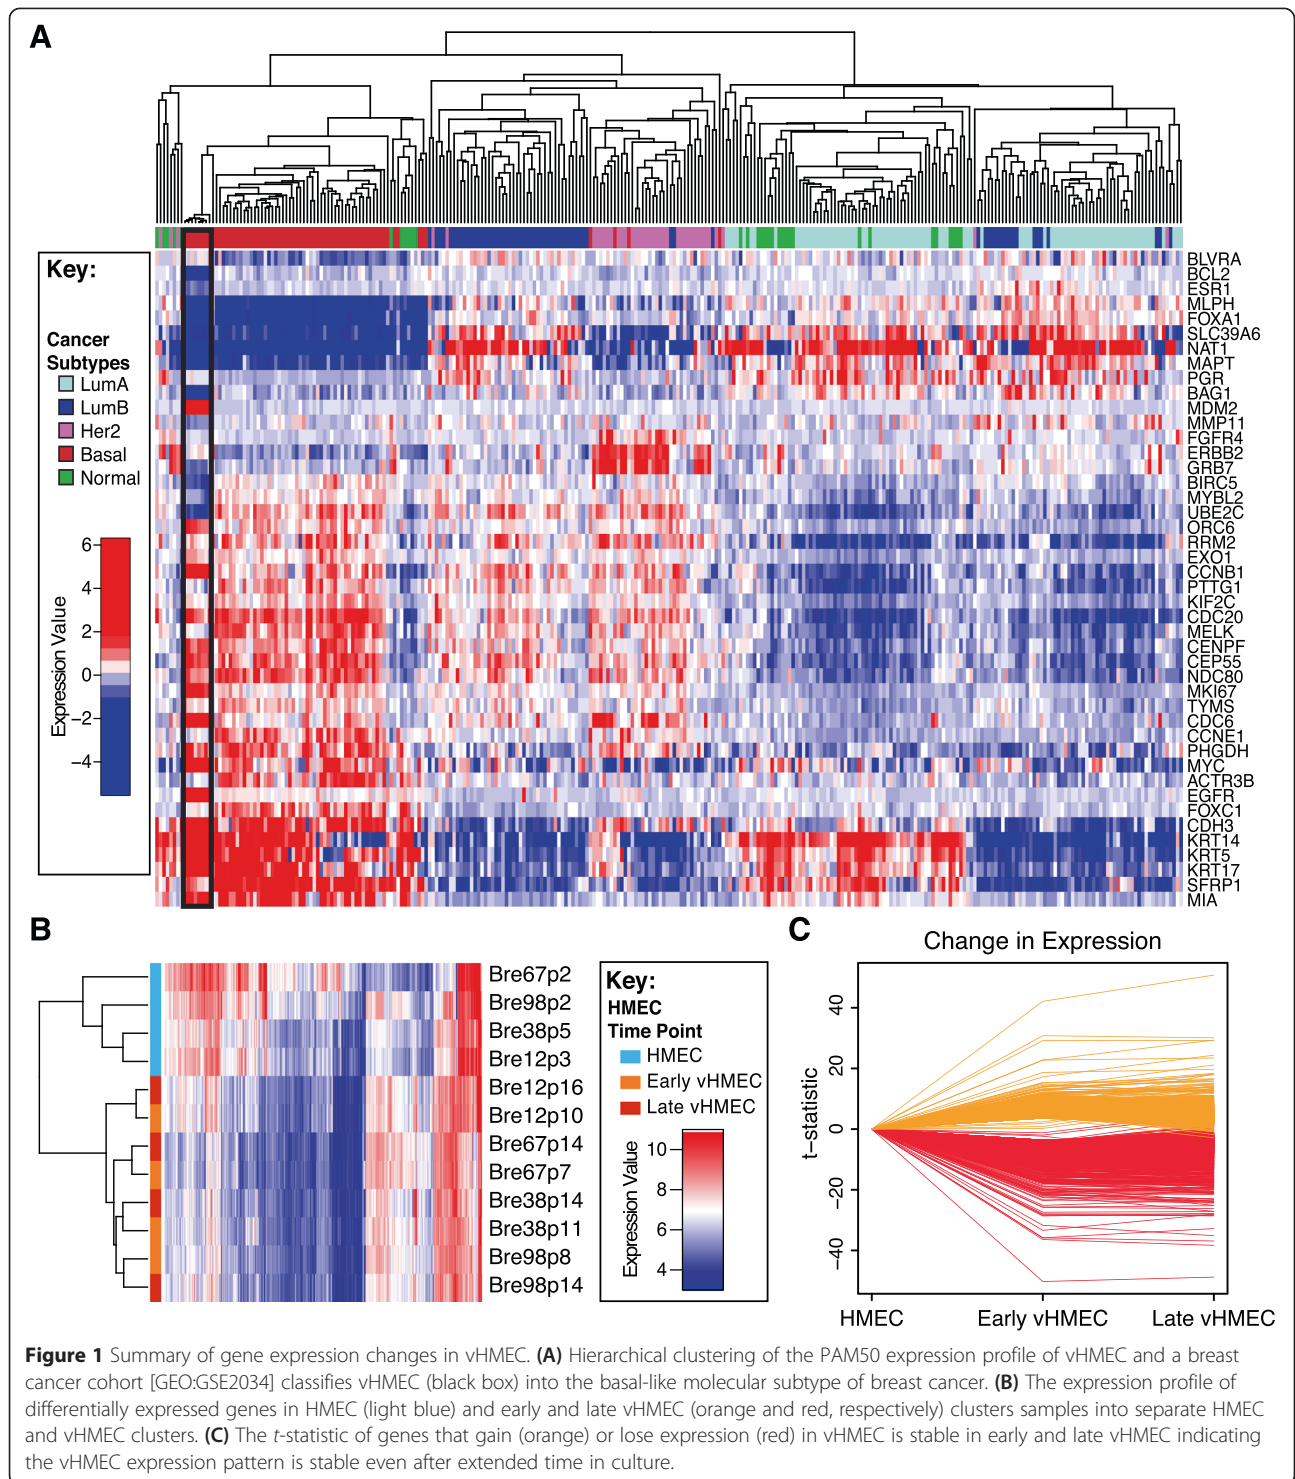 A
Key:
Cancer
Subtypes
LumA
LumB
Her2
Basal
Normal
6
4
2
0
−2
−4
Expression Value
BLVRA
BCL2
ESR1
MLPH
FOXA1
SLC39A6
NAT1
MAPT
PGR
BAG1
MDM2
MMP11
FGFR4
ERBB2
GRB7
BIRC5
MYBL2
UBE2C
ORC6
RRM2
EXO1
CCNB1
PTTG1
KIF2C
CDC20
MELK
CENPF
CEP55
NDC80
MKI67
TYMS
CDC6
CCNE1
PHGDH
MYC
ACTR3B
EGFR
FOXC1
CDH3
KRT14
KRT5
KRT17
SFRP1
MIA
B
Bre67p2
Bre98p2
Bre38p5
Bre12p3
Bre12p16
Bre12p10
Bre67p14
Bre67p7
Bre38p14
Bre38p11
Bre98p8
Bre98p14
Key:
HMEC
Time Point
HMEC
Early vHMEC
Late vHMEC
Expression Value
10
8
6
4
C
Change in Expression
t−statistic
40
20
0
−20
−40
HMEC Early vHMEC Late vHMEC
Figure 1 Summary of gene expression changes in vHMEC. (A) Hierarchical clustering of the PAM50 expression profile of vHMEC and a breast
cancer cohort [GEO:GSE2034] classifies vHMEC (black box) into the basal-like molecular subtype of breast cancer. (B) The expression profile of
differentially expressed genes in HMEC (light blue) and early and late vHMEC (orange and red, respectively) clusters samples into separate HMEC
and vHMEC clusters. (C) The t-statistic of genes that gain (orange) or lose expression (red) in vHMEC is stable in early and late vHMEC indicating
the vHMEC expression pattern is stable even after extended time in culture.